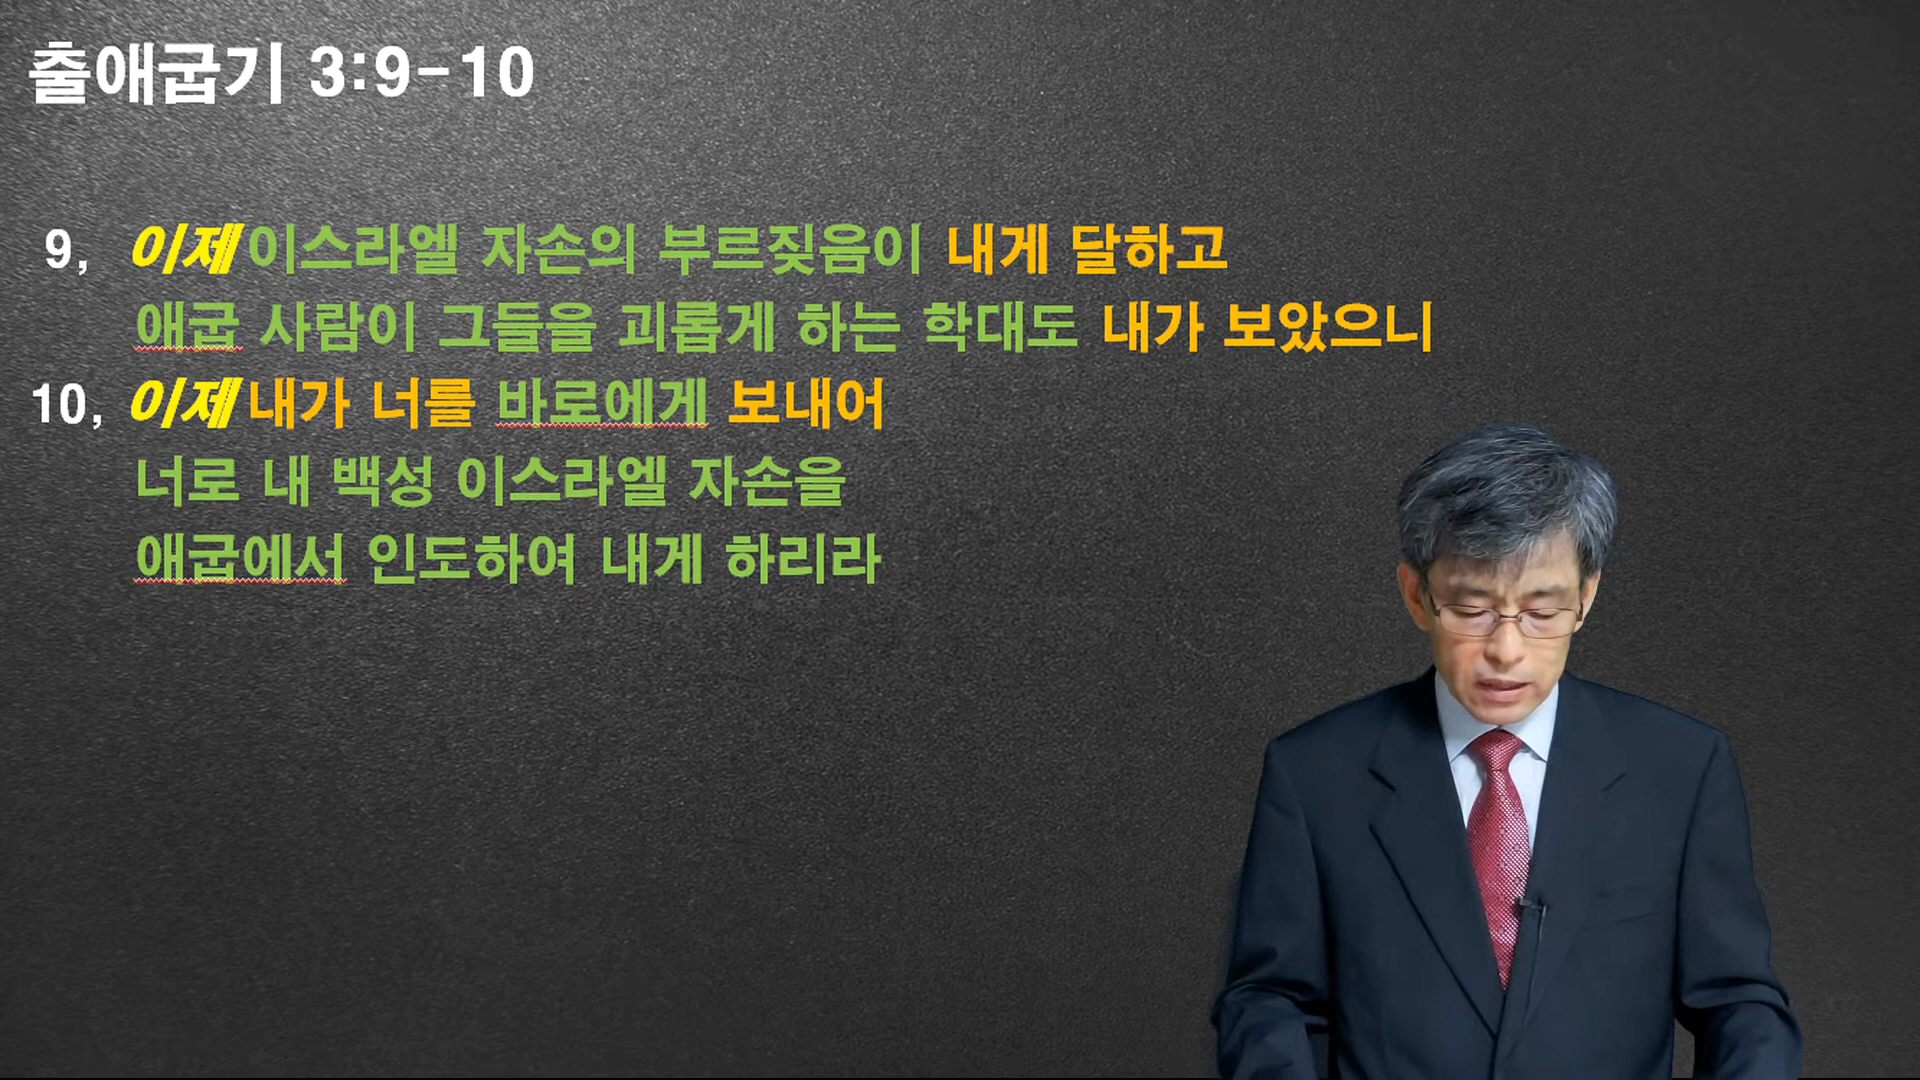 출애굽기 3:9-10
9, 이제 이스라엘 자손의 부르짖음이 내게 달하고
애굽 사람이 그들을 괴롭게 하는 학대도 내가 보았으니
10, 이제 내가 너를 바로에게 보내어
너로 내 백성 이스라엘 자손을
애굽에서 인도하여 내게 하리라